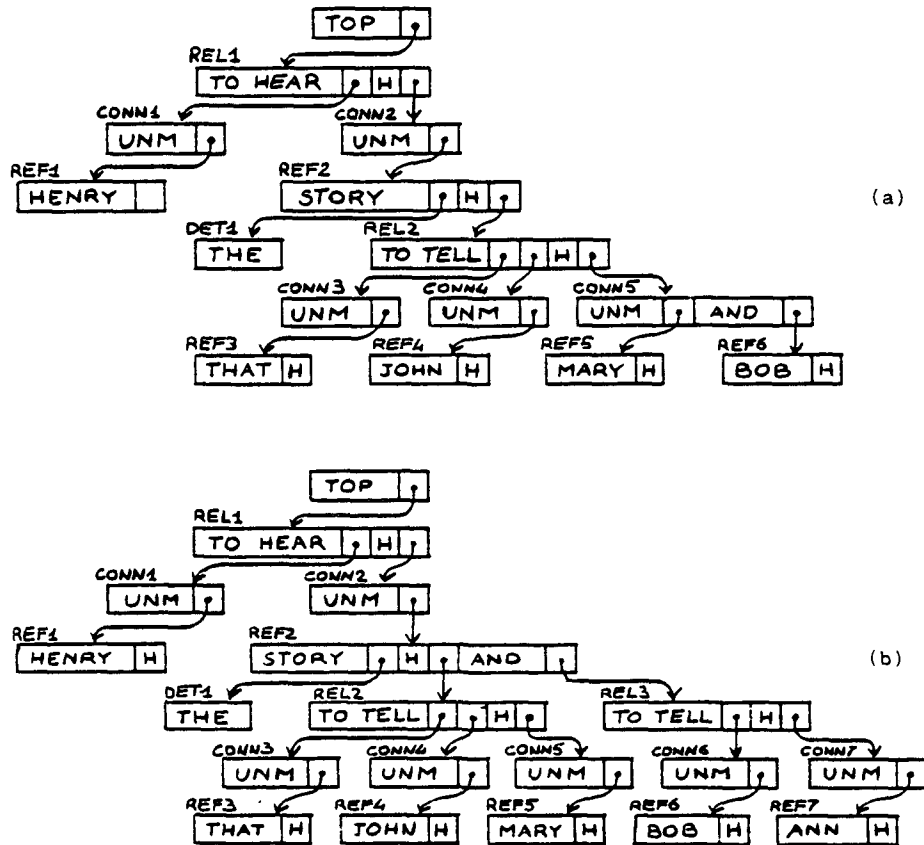 TOP
REL1
TO HEAR H
CONN1 CONN2
UNM UNM
REF1 REF2
HENRY STORY H (a)
DET1 REL2
THE TO TELL H
CONN3 CONN4 CONN5
UNM UNM UNM AND
REF3 REF4 REF5 REF6
THAT H JOHN H MARY H BOB H
TOP
REL1
TO HEAR H
CONN1 CONN2
UNM UNM
REF1 REF2
HENRY H STORY H AND (b)
DET1 REL2 REL3
THE TO TELL H TO TELL H
CONN3 CONN4 CONN5 CONN6 CONN7
UNM UNM UNM UNM UNM
REF3 REF4 REF5 REF6 REF7
THAT H JOHN H MARY H BOB H ANN H